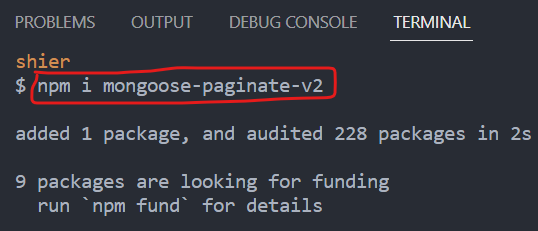 PROBLEMS OUTPUT DEBUG CONSOLE TERMINAL
shier
$ npm i mongoose-paginate-v2
added 1 package, and audited 228 packages in 2s
9 packages are looking for funding
run `npm fund` for details